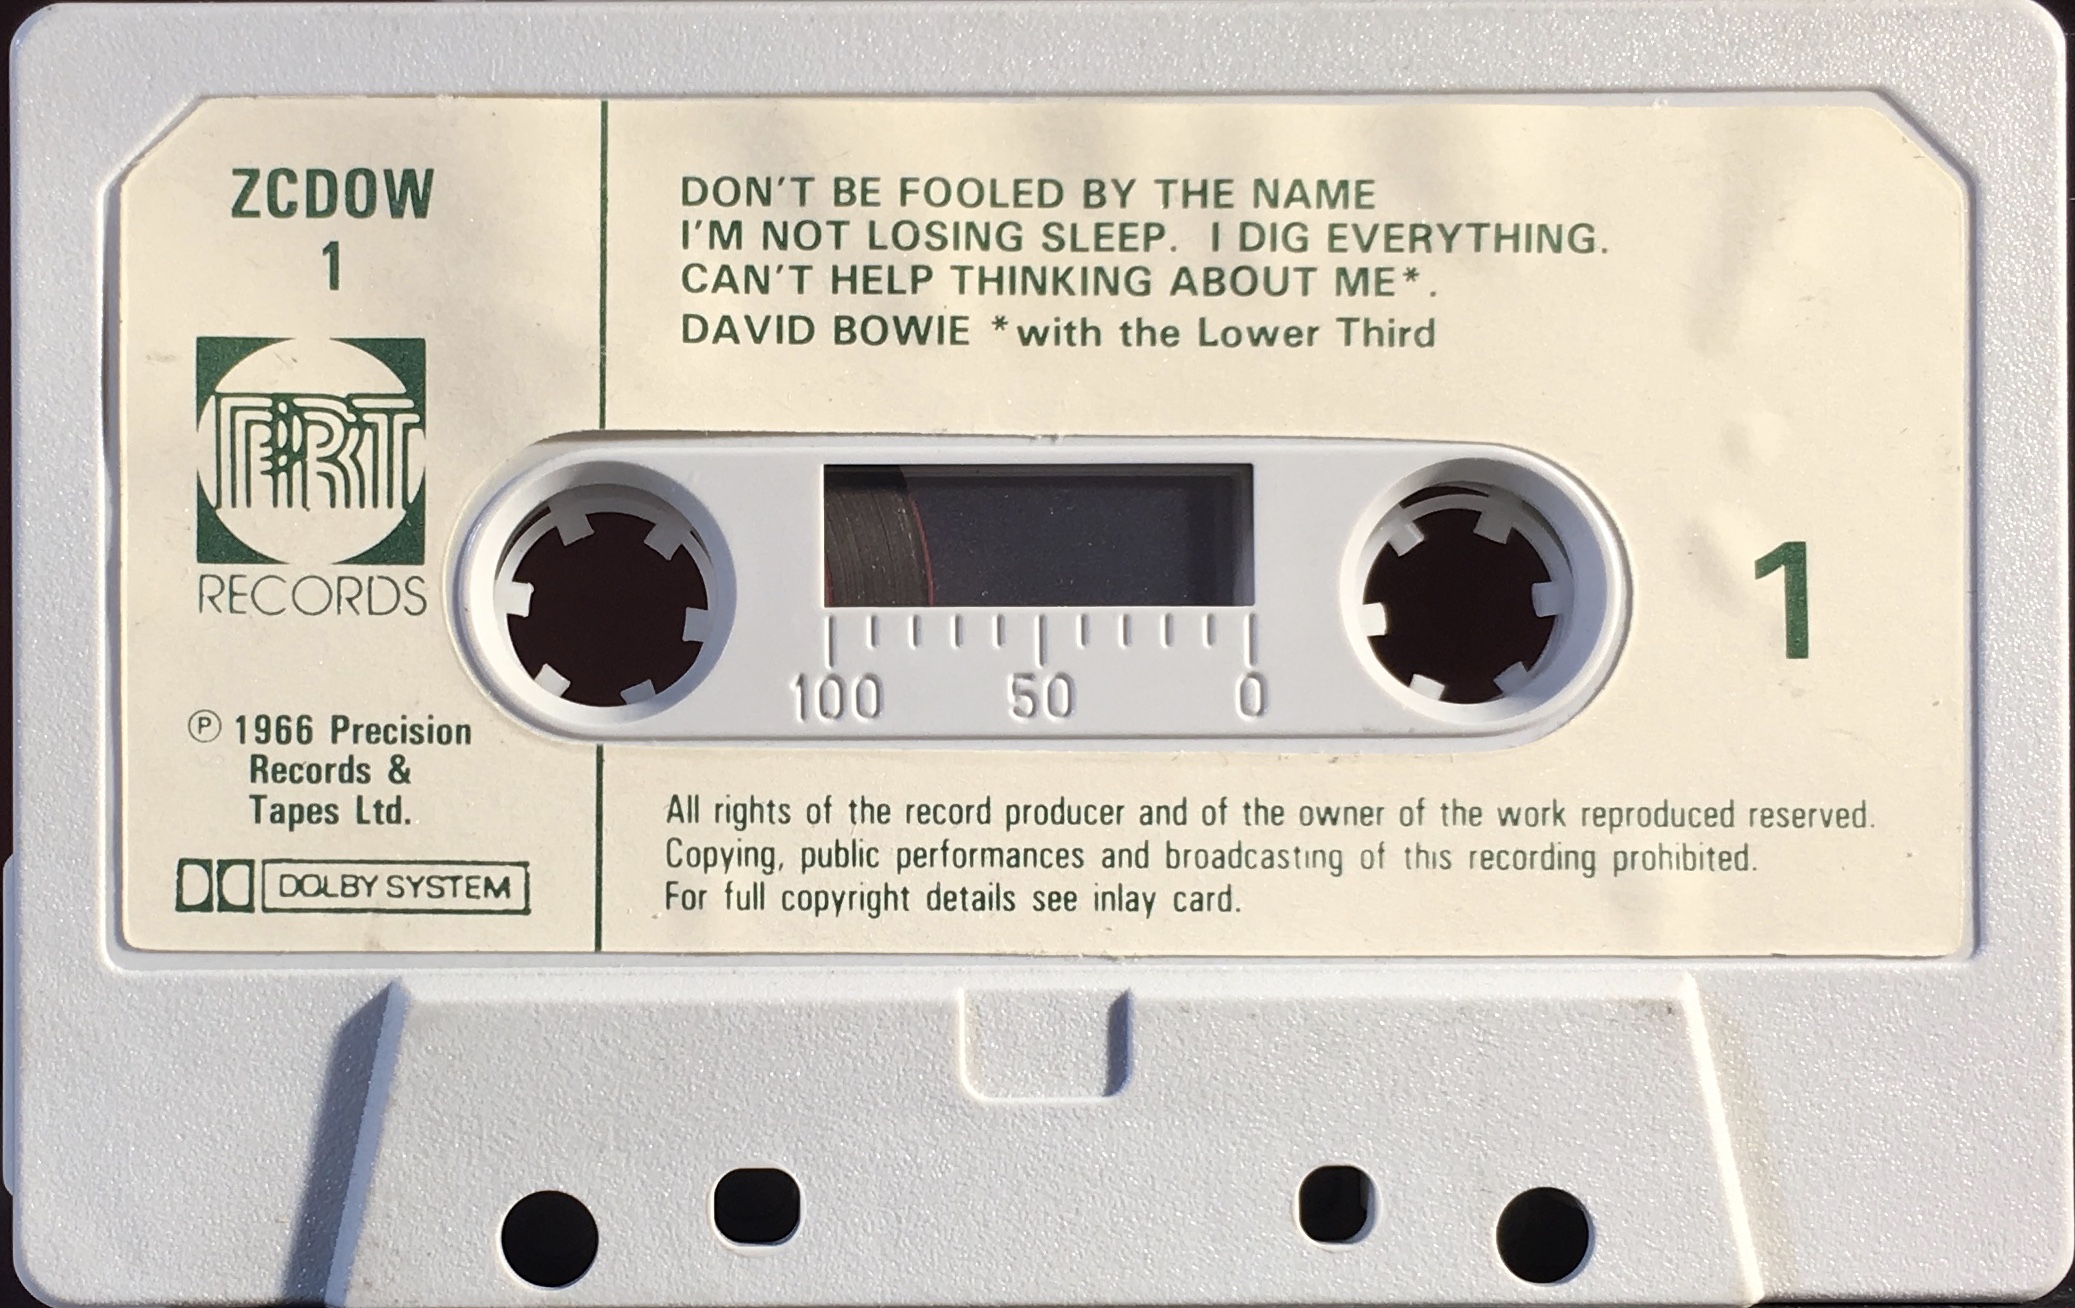 ZCDOW
1
PRT
RECORDS
Ⓟ 1966 Precision
Records &
Tapes Ltd.
DOLBY SYSTEM
DON'T BE FOOLED BY THE NAME
I'M NOT LOSING SLEEP. I DIG EVERYTHING.
CAN'T HELP THINKING ABOUT ME*.
DAVID BOWIE *with the Lower Third
100 50 0
1
All rights of the record producer and of the owner of the work reproduced reserved.
Copying, public performances and broadcasting of this recording prohibited.
For full copyright details see inlay card.